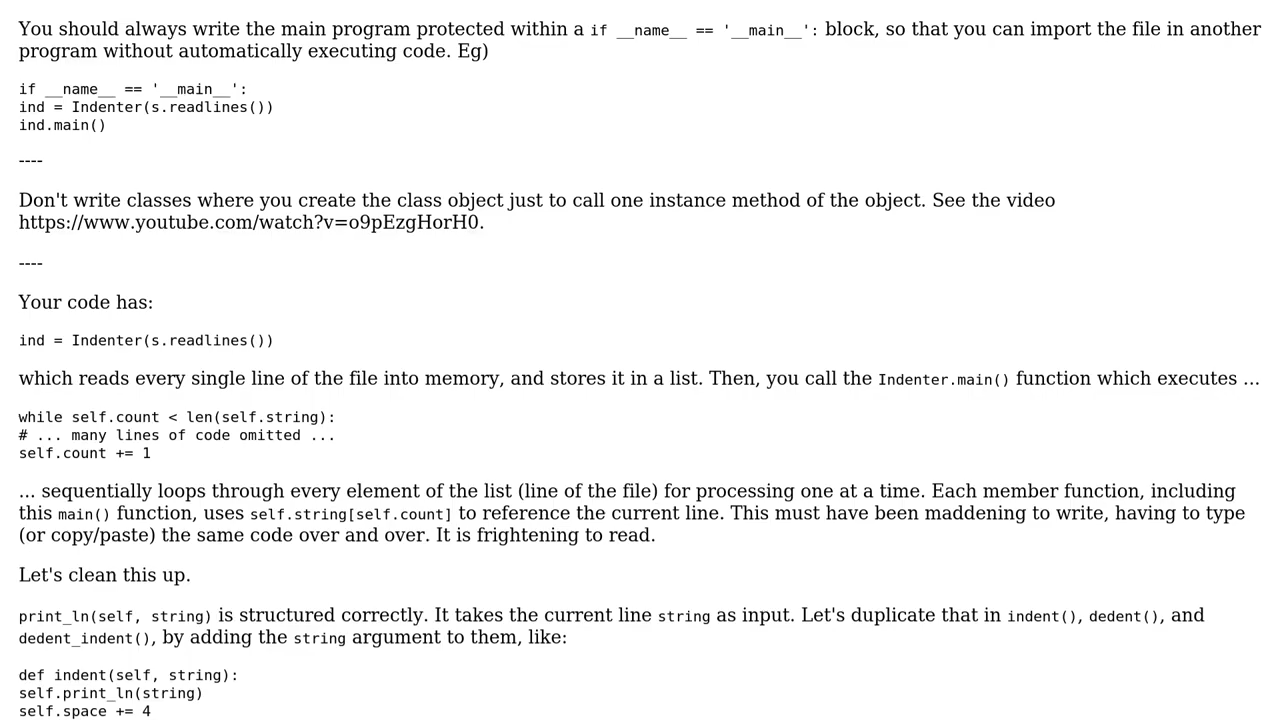 You should always write the main program protected within a if __name__ == '__main__': block, so that you can import the file in another
program without automatically executing code. Eg)
if __name__ == '__main__':
ind = Indenter(s.readlines())
ind.main()
----
Don't write classes where you create the class object just to call one instance method of the object. See the video
https://www.youtube.com/watch?v=o9pEzgHorH0.
----
Your code has:
ind = Indenter(s.readlines())
which reads every single line of the file into memory, and stores it in a list. Then, you call the Indenter.main() function which executes ...
while self.count < len(self.string):
# ... many lines of code omitted ...
self.count += 1
... sequentially loops through every element of the list (line of the file) for processing one at a time. Each member function, including
this main() function, uses self.string[self.count] to reference the current line. This must have been maddening to write, having to type
(or copy/paste) the same code over and over. It is frightening to read.
Let's clean this up.
print_ln(self, string) is structured correctly. It takes the current line string as input. Let's duplicate that in indent(), dedent(), and
dedent_indent(), by adding the string argument to them, like:
def indent(self, string):
self.print_ln(string)
self.space += 4